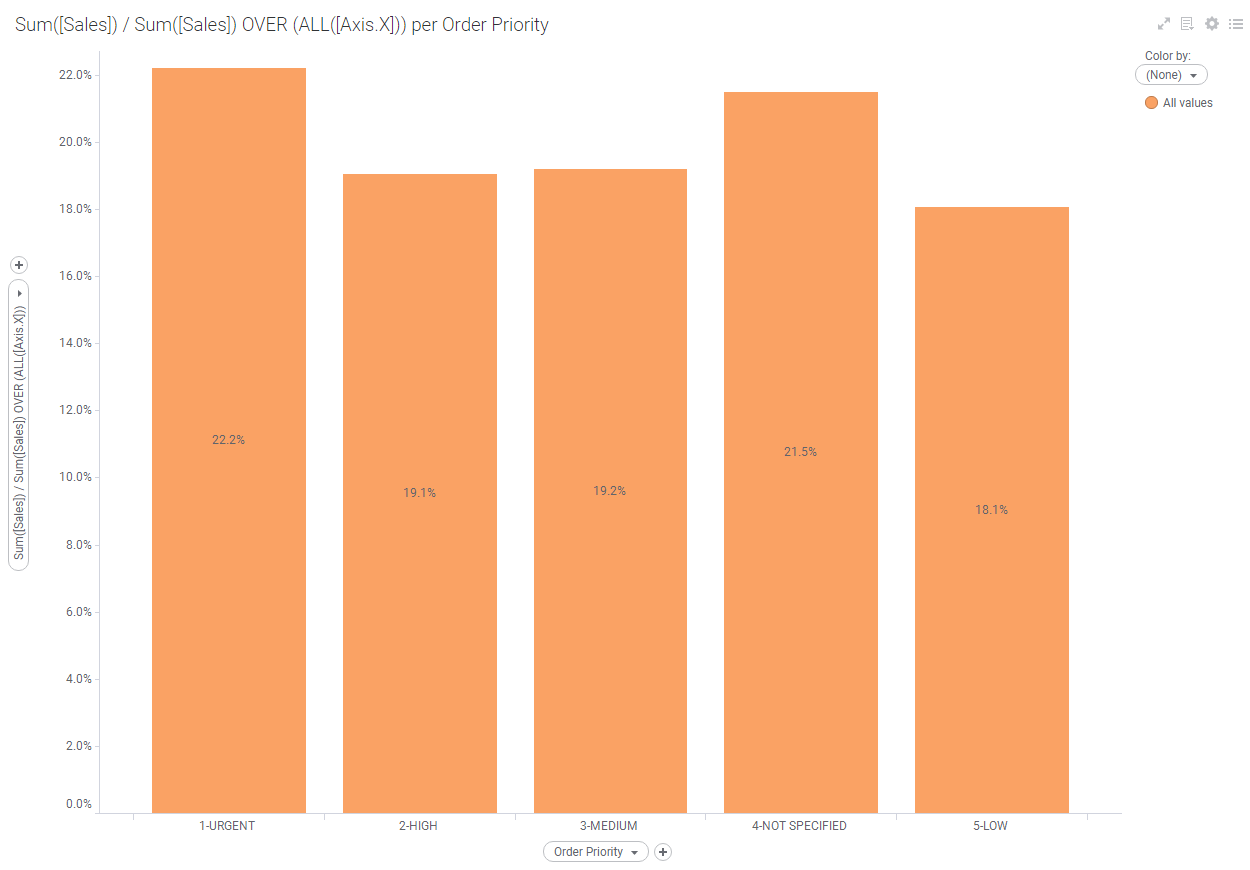 Sum([Sales]) / Sum([Sales]) OVER (ALL([Axis.X])) per Order Priority
Color by:
(None)
All values
22.0%
20.0%
18.0%
16.0%
14.0%
12.0%
10.0%
8.0%
6.0%
4.0%
2.0%
0.0%
Sum([Sales]) / Sum([Sales]) OVER (ALL([Axis.X]))
22.2%
19.1%
19.2%
21.5%
18.1%
1-URGENT
2-HIGH
3-MEDIUM
4-NOT SPECIFIED
5-LOW
Order Priority